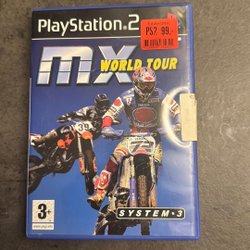 PlayStation 2
PS2 99,-
MX
WORLD TOUR
SYSTEM 3
3+